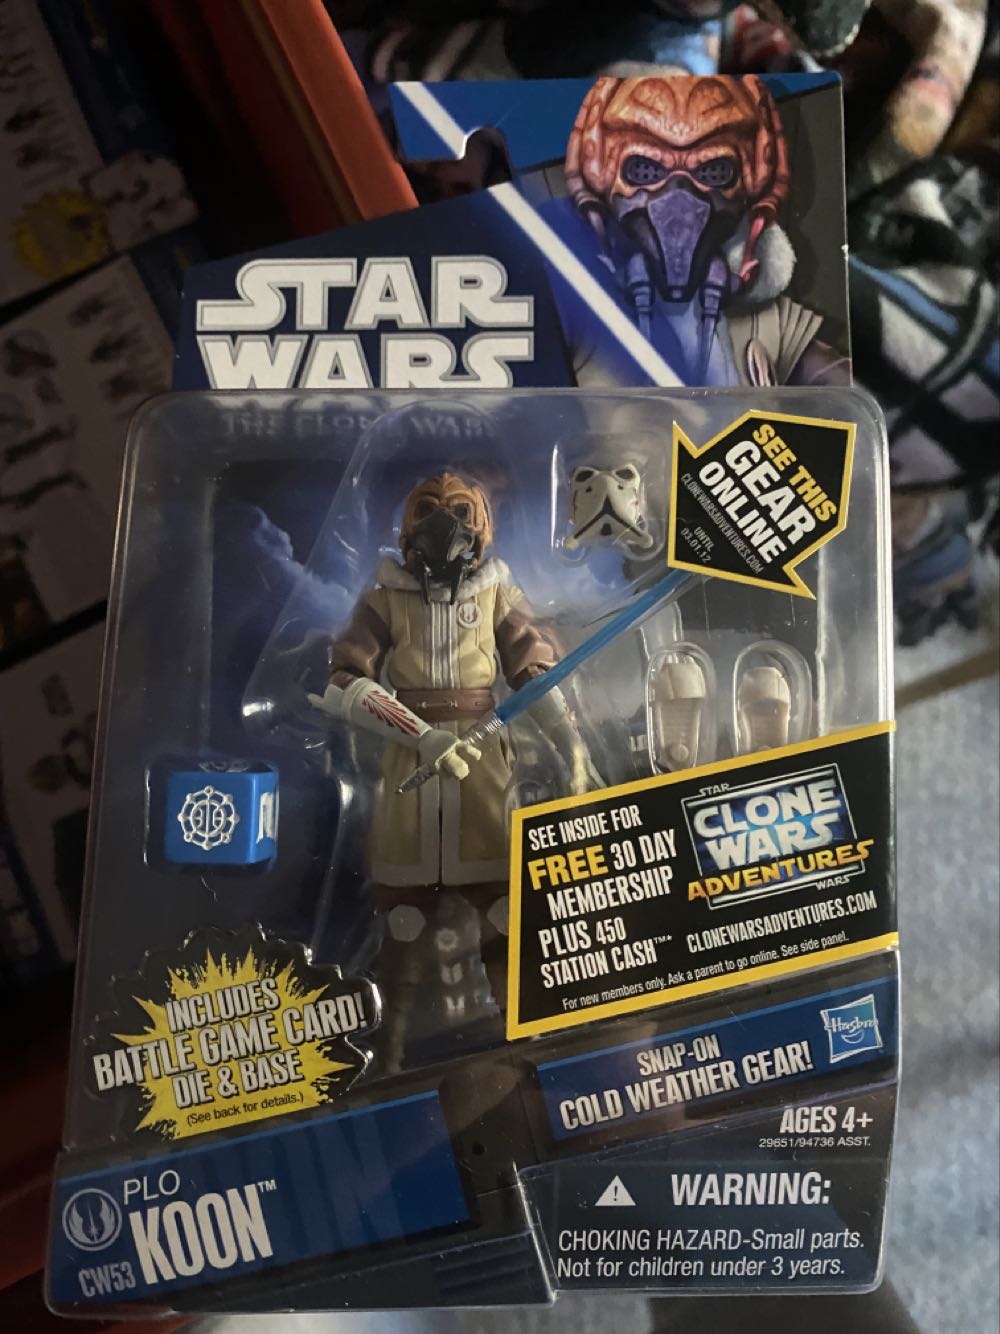 STAR
WARS
THE CLONE WARS
SEE THIS
GEAR
ONLINE
CLONEWARSADVENTURES.COM
UNTIL
03.01.12
SEE INSIDE FOR
FREE 30 DAY
MEMBERSHIP
PLUS 450
STATION CASH™*
STAR
CLONE
WARS
ADVENTURES
WARS
CLONEWARSADVENTURES.COM
For new members only. Ask a parent to go online. See side panel.
INCLUDES
BATTLE GAME CARD!
DIE & BASE
(See back for details.)
SNAP-ON
COLD WEATHER GEAR!
Hasbro
AGES 4+
29651/94736 ASST.
PLO
KOON™
CW53
WARNING:
CHOKING HAZARD-Small parts.
Not for children under 3 years.